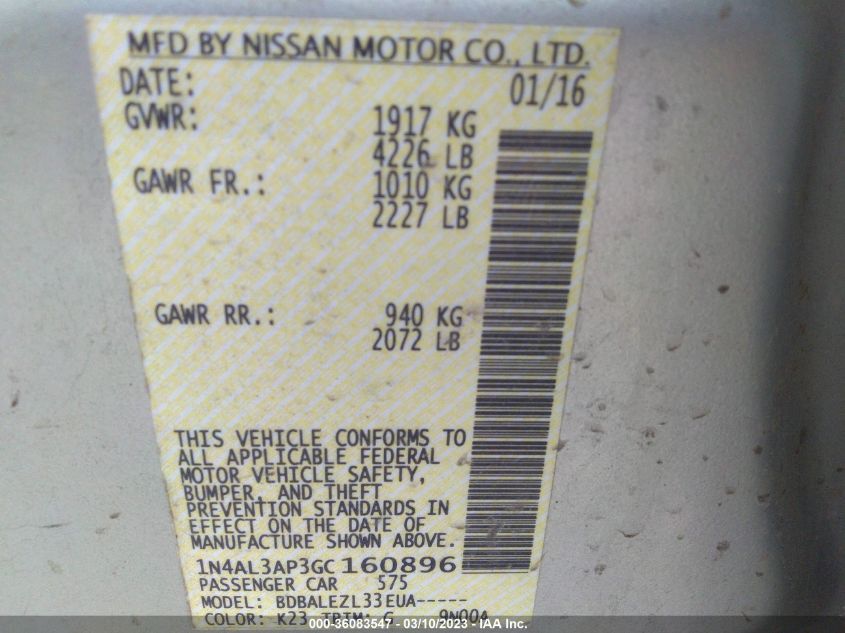 MFD BY NISSAN MOTOR CO., LTD.
DATE: 01/16
GVWR: 1917 KG
4226 LB
GAWR FR.: 1010 KG
2227 LB
GAWR RR.: 940 KG
2072 LB
THIS VEHICLE CONFORMS TO
ALL APPLICABLE FEDERAL
MOTOR VEHICLE SAFETY,
BUMPER, AND THEFT
PREVENTION STANDARDS IN
EFFECT ON THE DATE OF
MANUFACTURE SHOWN ABOVE.
1N4AL3AP3GC160896
PASSENGER CAR 575
MODEL: BDBALEZL33EUA-----
COLOR: K23 TRIM: G
000-36083547 - 03/10/2023 - IAA Inc.